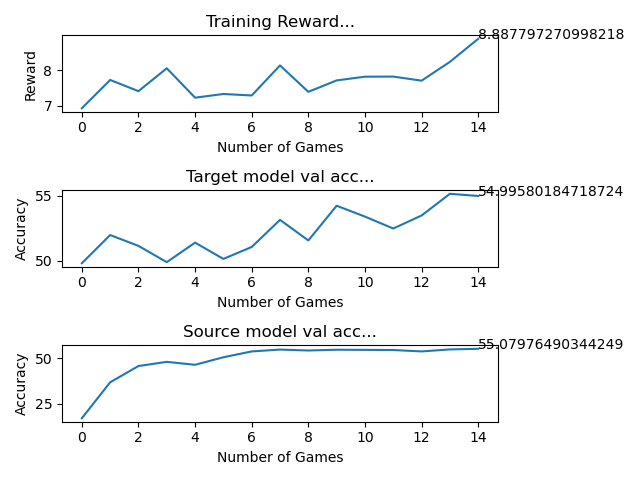 Training Reward...
8.887797270998218
Reward
8
7
0 2 4 6 8 10 12 14
Number of Games
Target model val acc...
54.99580184718724
Accuracy
55
50
0 2 4 6 8 10 12 14
Number of Games
Source model val acc...
55.07976490344249
Accuracy
50
25
0 2 4 6 8 10 12 14
Number of Games